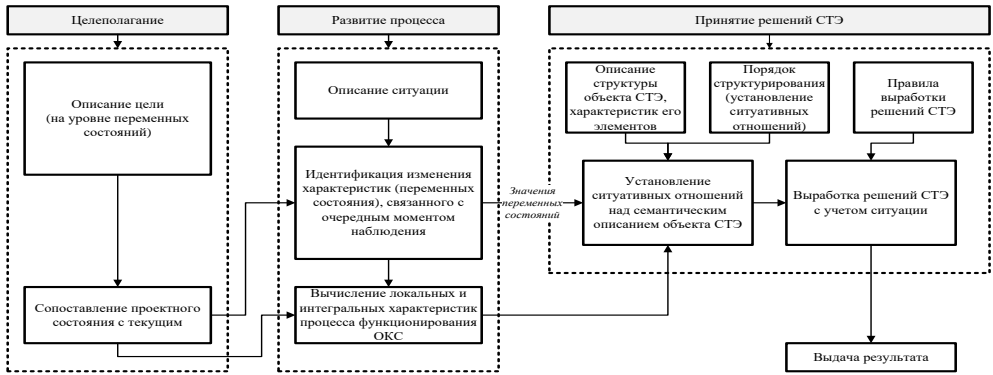 Целеполагание
Описание цели
(на уровне переменных
состояний)
Сопоставление проектного
состояния с текущим
Развитие процесса
Описание ситуации
Идентификация изменения
характеристик (переменных
состояния), связанного с
очередным моментом
наблюдения
Вычисление локальных и
интегральных характеристик
процесса функционирования
ОКС
Значения
переменных
состояний
Принятие решений СТЭ
Описание
структуры
объекта СТЭ,
характеристик его
элементов
Порядок
структурирования
(установление
ситуативных
отношений)
Правила
выработки
решений СТЭ
Установление
ситуативных отношений
над семантическим
описанием объекта СТЭ
Выработка решений СТЭ
с учетом ситуации
Выдача результата